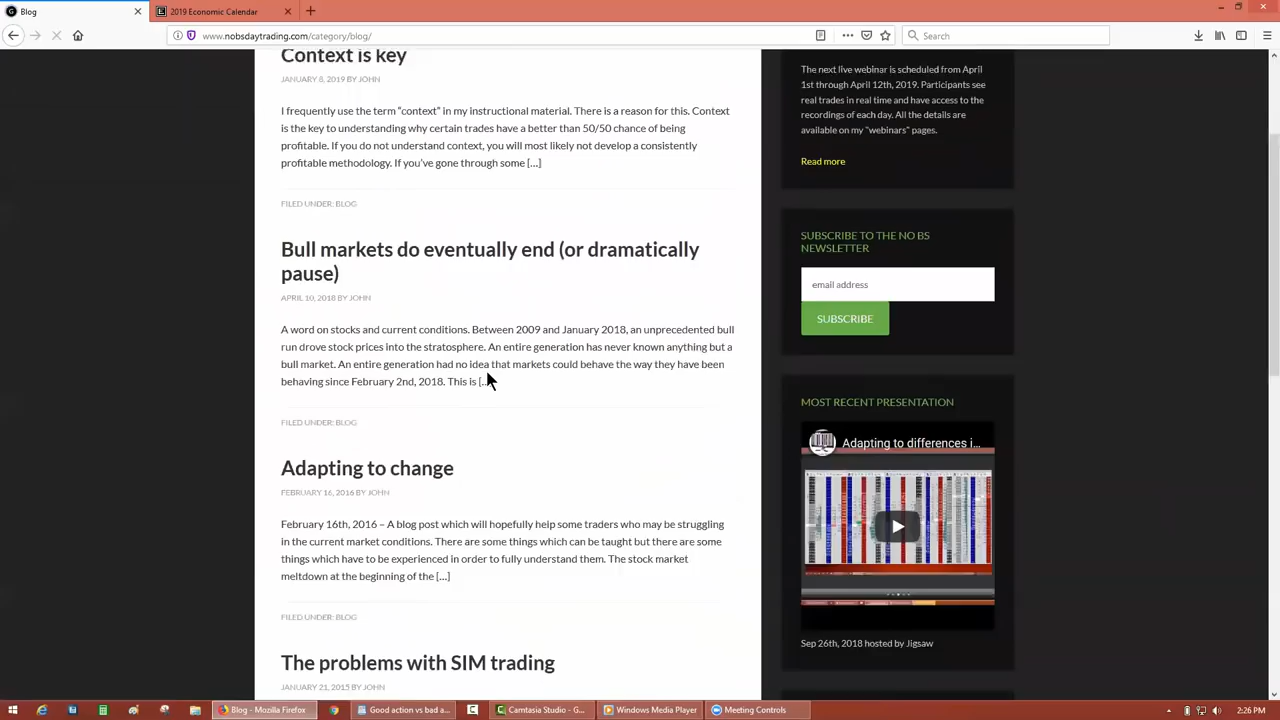 Blog
2019 Economic Calendar
www.nobsdaytrading.com/category/blog/
Search
Context is key
JANUARY 8, 2019 BY JOHN
I frequently use the term “context” in my instructional material. There is a reason for this. Context
is the key to understanding why certain trades have a better than 50/50 chance of being
profitable. If you do not understand context, you will most likely not develop a consistently
profitable methodology. If you’ve gone through some [...]
FILED UNDER: BLOG
Bull markets do eventually end (or dramatically
pause)
APRIL 10, 2018 BY JOHN
A word on stocks and current conditions. Between 2009 and January 2018, an unprecedented bull
run drove stock prices into the stratosphere. An entire generation has never known anything but a
bull market. An entire generation had no idea that markets could behave the way they have been
behaving since February 2nd, 2018. This is [...
FILED UNDER: BLOG
Adapting to change
FEBRUARY 16, 2016 BY JOHN
February 16th, 2016 – A blog post which will hopefully help some traders who may be struggling
in the current market conditions. There are some things which can be taught but there are some
things which have to be experienced in order to fully understand them. The stock market
meltdown at the beginning of the [...]
FILED UNDER: BLOG
The problems with SIM trading
JANUARY 21, 2015 BY JOHN
The next live webinar is scheduled from April
1st through April 12th, 2019. Participants see
real trades in real time and have access to the
recordings of each day. All the details are
available on my "webinars" pages.
Read more
SUBSCRIBE TO THE NO BS
NEWSLETTER
email address
SUBSCRIBE
MOST RECENT PRESENTATION
Adapting to differences i...
Sep 26th, 2018 hosted by Jigsaw
Blog - Mozilla Firefox
Good action vs bad a...
Camtasia Studio - G...
Windows Media Player
Meeting Controls
2:26 PM